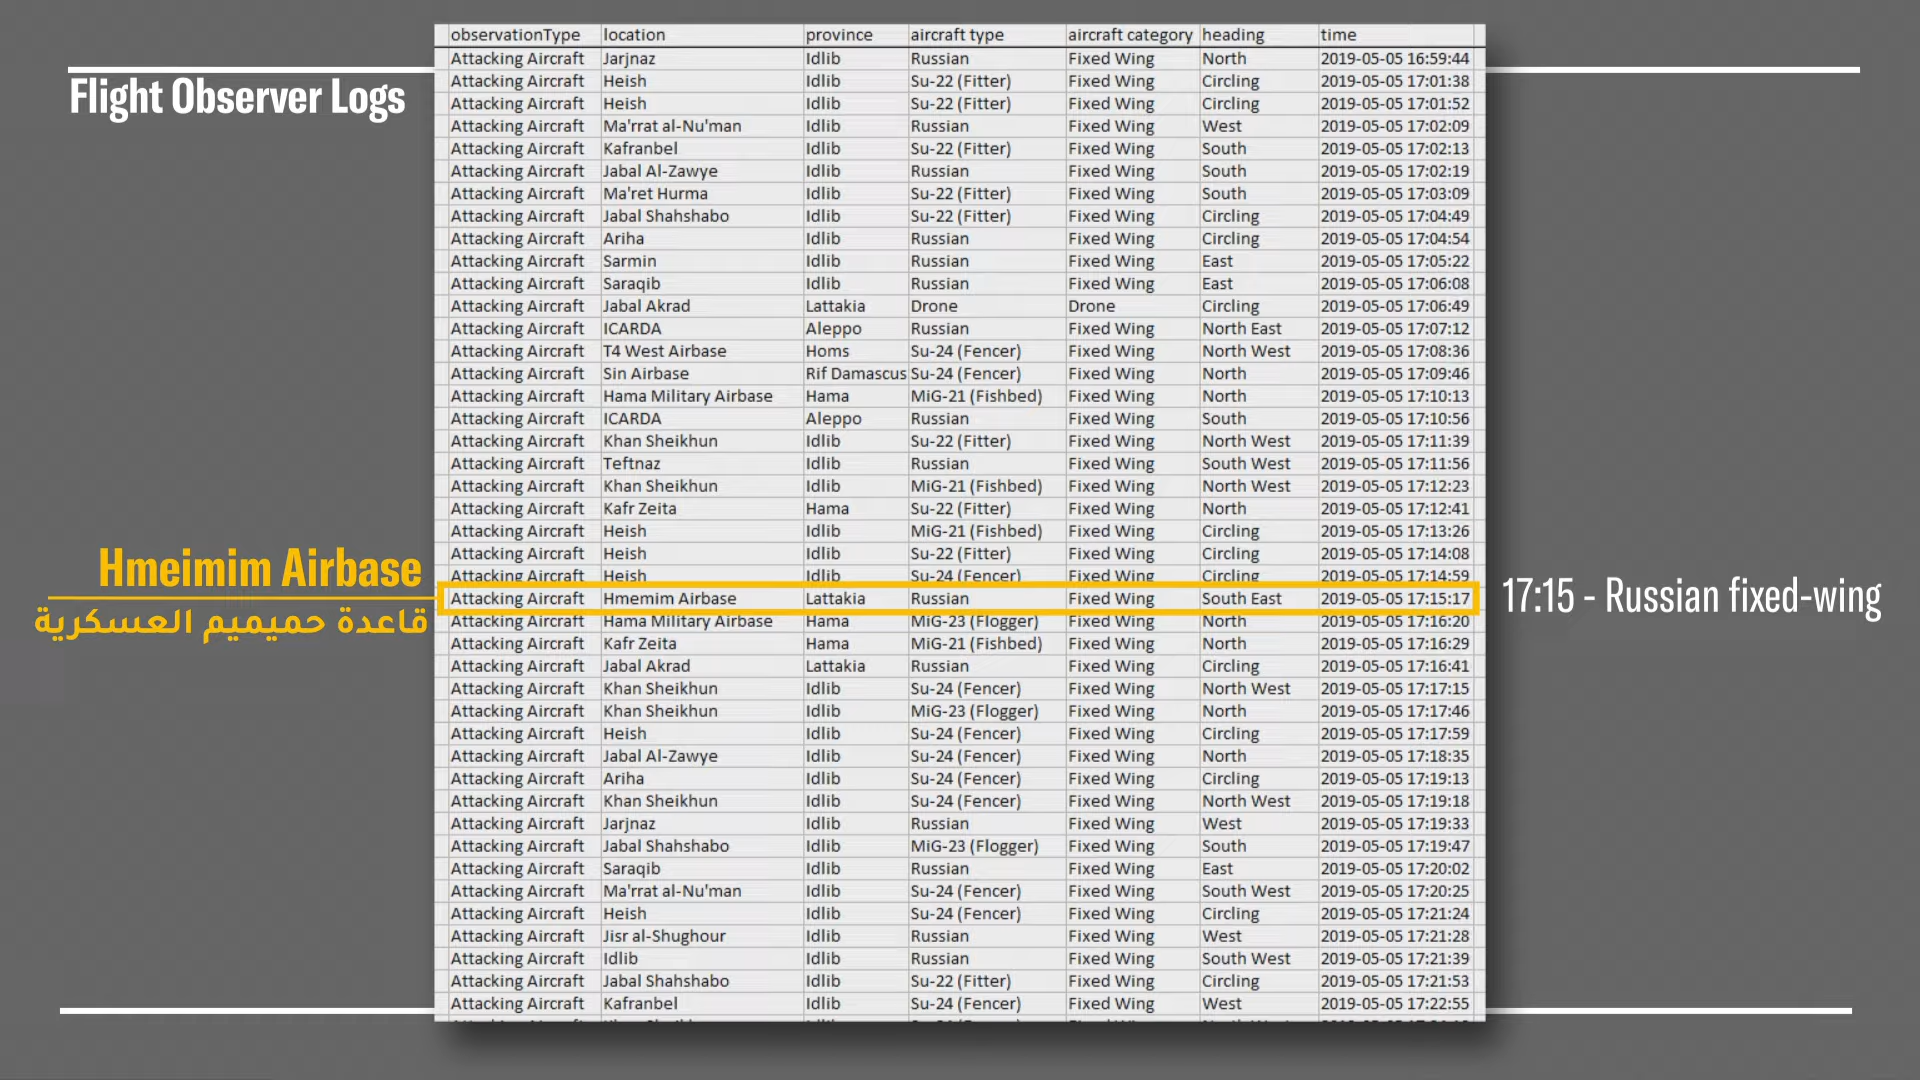 Flight Observer Logs
observationType location province aircraft type aircraft category heading time
Attacking Aircraft Jarjnaz Idlib Russian Fixed Wing North 2019-05-05 16:59:44
Attacking Aircraft Heish Idlib Su-22 (Fitter) Fixed Wing Circling 2019-05-05 17:01:38
Attacking Aircraft Heish Idlib Su-22 (Fitter) Fixed Wing Circling 2019-05-05 17:01:52
Attacking Aircraft Ma'rrat al-Nu'man Idlib Russian Fixed Wing West 2019-05-05 17:02:09
Attacking Aircraft Kafranbel Idlib Su-22 (Fitter) Fixed Wing South 2019-05-05 17:02:13
Attacking Aircraft Jabal Al-Zawye Idlib Russian Fixed Wing South 2019-05-05 17:02:19
Attacking Aircraft Ma'ret Hurma Idlib Su-22 (Fitter) Fixed Wing South 2019-05-05 17:03:09
Attacking Aircraft Jabal Shahshabo Idlib Su-22 (Fitter) Fixed Wing Circling 2019-05-05 17:04:49
Attacking Aircraft Ariha Idlib Russian Fixed Wing Circling 2019-05-05 17:04:54
Attacking Aircraft Sarmin Idlib Russian Fixed Wing East 2019-05-05 17:05:22
Attacking Aircraft Saraqib Idlib Russian Fixed Wing East 2019-05-05 17:06:08
Attacking Aircraft Jabal Akrad Lattakia Drone Drone Circling 2019-05-05 17:06:49
Attacking Aircraft ICARDA Aleppo Russian Fixed Wing North East 2019-05-05 17:07:12
Attacking Aircraft T4 West Airbase Homs Su-24 (Fencer) Fixed Wing North West 2019-05-05 17:08:36
Attacking Aircraft Sin Airbase Rif Damascus Su-24 (Fencer) Fixed Wing North 2019-05-05 17:09:46
Attacking Aircraft Hama Military Airbase Hama MiG-21 (Fishbed) Fixed Wing North 2019-05-05 17:10:13
Attacking Aircraft ICARDA Aleppo Russian Fixed Wing South 2019-05-05 17:10:56
Attacking Aircraft Khan Sheikhun Idlib Su-22 (Fitter) Fixed Wing North West 2019-05-05 17:11:39
Attacking Aircraft Teftnaz Idlib Russian Fixed Wing South West 2019-05-05 17:11:56
Attacking Aircraft Khan Sheikhun Idlib MiG-21 (Fishbed) Fixed Wing North West 2019-05-05 17:12:23
Attacking Aircraft Kafr Zeita Hama Su-22 (Fitter) Fixed Wing North 2019-05-05 17:12:41
Attacking Aircraft Heish Idlib MiG-21 (Fishbed) Fixed Wing Circling 2019-05-05 17:13:26
Attacking Aircraft Heish Idlib Su-22 (Fitter) Fixed Wing Circling 2019-05-05 17:14:08
Attacking Aircraft Heish Idlib Su-24 (Fencer) Fixed Wing Circling 2019-05-05 17:14:59
Hmeimim Airbase
قاعدة حميميم العسكرية
Attacking Aircraft Hmemim Airbase Lattakia Russian Fixed Wing South East 2019-05-05 17:15:17
17:15 - Russian fixed-wing
Attacking Aircraft Hama Military Airbase Hama MiG-23 (Flogger) Fixed Wing North 2019-05-05 17:16:20
Attacking Aircraft Kafr Zeita Hama MiG-21 (Fishbed) Fixed Wing North 2019-05-05 17:16:29
Attacking Aircraft Jabal Akrad Lattakia Russian Fixed Wing Circling 2019-05-05 17:16:41
Attacking Aircraft Khan Sheikhun Idlib Su-24 (Fencer) Fixed Wing North West 2019-05-05 17:17:15
Attacking Aircraft Khan Sheikhun Idlib MiG-23 (Flogger) Fixed Wing North 2019-05-05 17:17:46
Attacking Aircraft Heish Idlib Su-24 (Fencer) Fixed Wing Circling 2019-05-05 17:17:59
Attacking Aircraft Jabal Al-Zawye Idlib Su-24 (Fencer) Fixed Wing North 2019-05-05 17:18:35
Attacking Aircraft Ariha Idlib Su-24 (Fencer) Fixed Wing Circling 2019-05-05 17:19:13
Attacking Aircraft Khan Sheikhun Idlib Su-24 (Fencer) Fixed Wing North West 2019-05-05 17:19:18
Attacking Aircraft Jarjnaz Idlib Russian Fixed Wing West 2019-05-05 17:19:33
Attacking Aircraft Jabal Shahshabo Idlib MiG-23 (Flogger) Fixed Wing South 2019-05-05 17:19:47
Attacking Aircraft Saraqib Idlib Russian Fixed Wing East 2019-05-05 17:20:02
Attacking Aircraft Ma'rrat al-Nu'man Idlib Su-24 (Fencer) Fixed Wing South West 2019-05-05 17:20:25
Attacking Aircraft Heish Idlib Su-24 (Fencer) Fixed Wing Circling 2019-05-05 17:21:24
Attacking Aircraft Jisr al-Shughour Idlib Russian Fixed Wing West 2019-05-05 17:21:28
Attacking Aircraft Idlib Idlib Russian Fixed Wing South West 2019-05-05 17:21:39
Attacking Aircraft Jabal Shahshabo Idlib Su-22 (Fitter) Fixed Wing Circling 2019-05-05 17:21:53
Attacking Aircraft Kafranbel Idlib Su-24 (Fencer) Fixed Wing West 2019-05-05 17:22:55